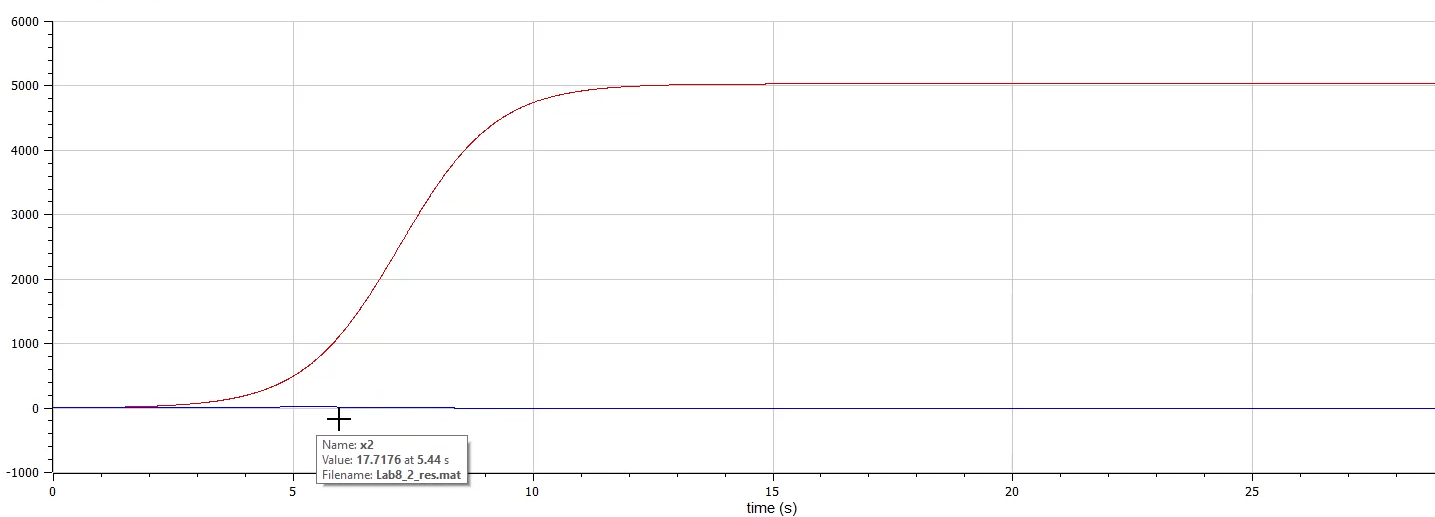 6000
5000
4000
3000
2000
1000
0
-1000
0 5 10 15 20 25
time (s)
Name: x2
Value: 17.7176 at 5.44 s
Filename: Lab8_2_res.mat